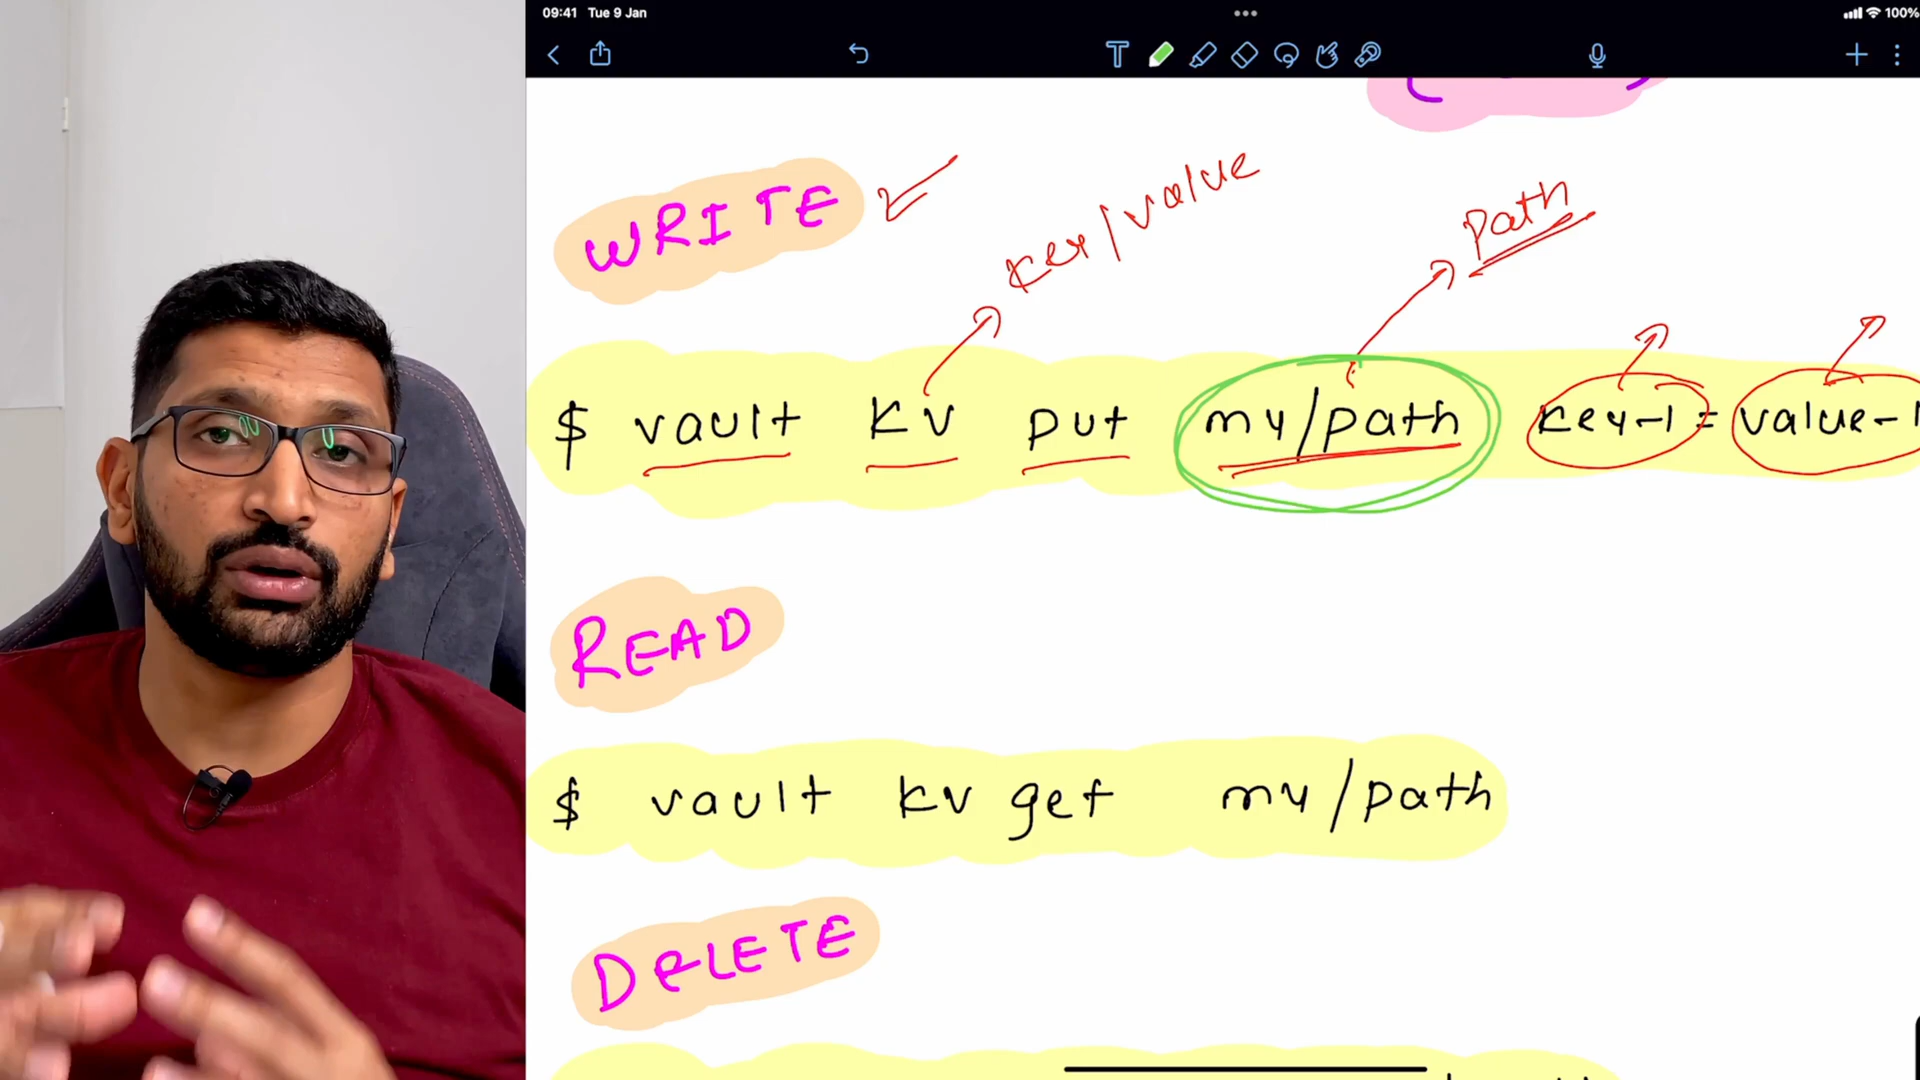 09:41 Tue 9 Jan
100%
T
WRITE
Key/value
Path
$ vault kv put my/path key-1 = value-1
READ
$ vault kv get my/path
DELETE